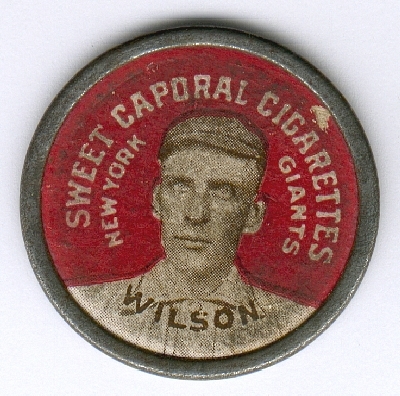 SWEET CAPORAL CIGARETTES
NEW YORK
GIANTS
WILSON.